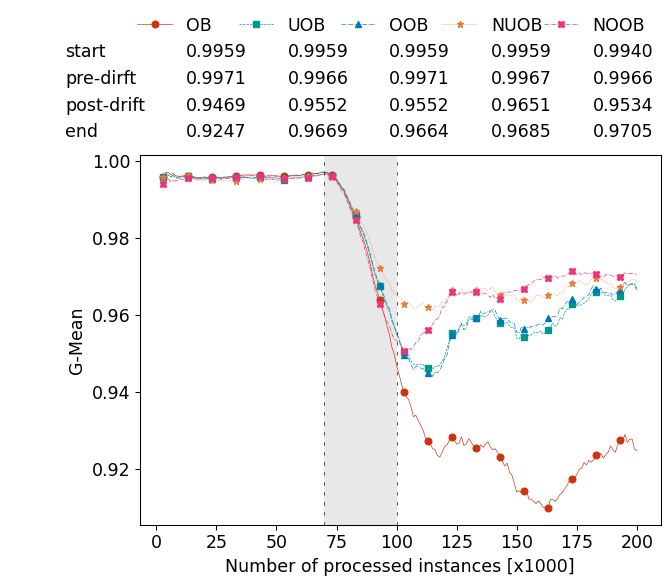 OB UOB OOB NUOB NOOB
start 0.9959 0.9959 0.9959 0.9959 0.9940
pre-dirft 0.9971 0.9966 0.9971 0.9967 0.9966
post-drift 0.9469 0.9552 0.9552 0.9651 0.9534
end 0.9247 0.9669 0.9664 0.9685 0.9705
1.00
0.98
0.96
0.94
0.92
G-Mean
0 25 50 75 100 125 150 175 200
Number of processed instances [x1000]